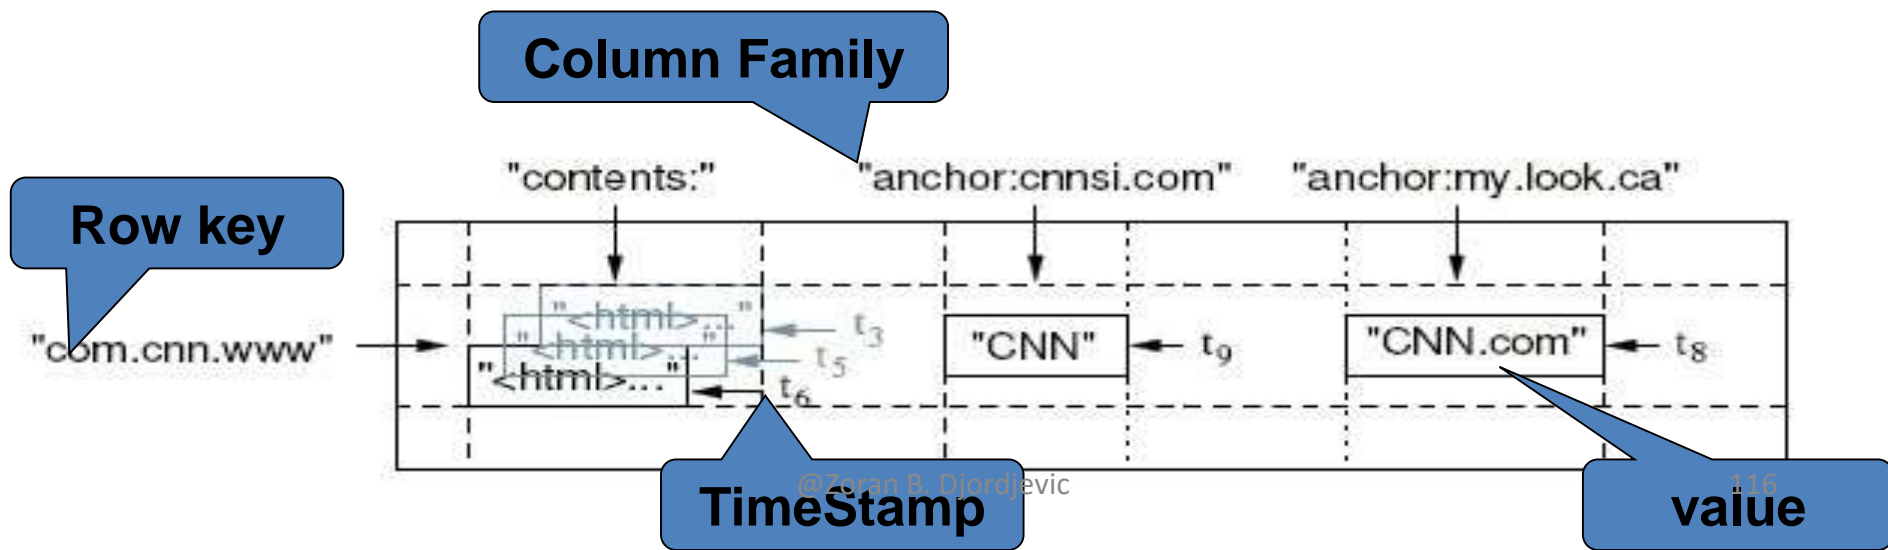 Column Family
"contents:" "anchor:cnnsi.com" "anchor:my.look.ca"
Row key
"<html>..." t3
"com.cnn.www" "<html>..." t5 "CNN" t9 "CNN.com" t8
"<html>..." t6
@Zoran B. Djordjevic 116
TimeStamp value